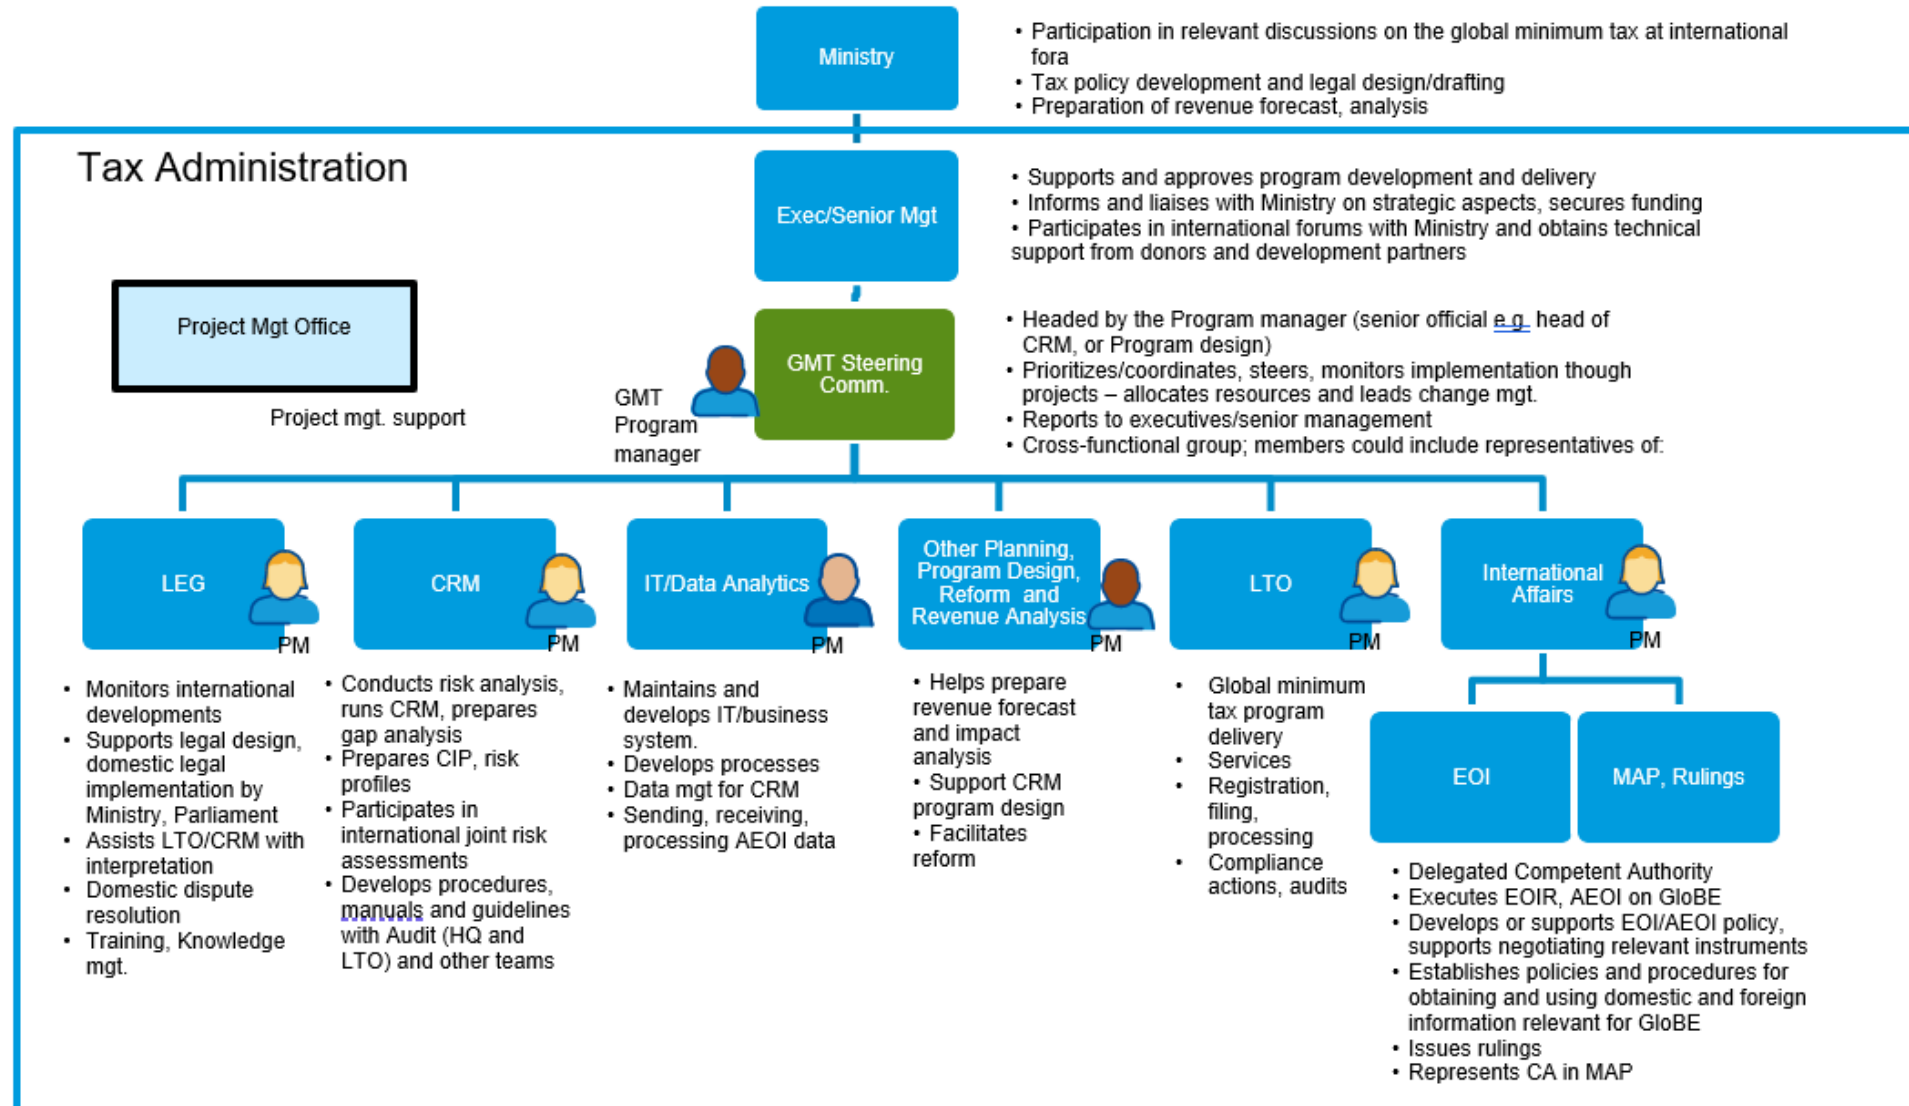 Ministry
• Participation in relevant discussions on the global minimum tax at international
fora
• Tax policy development and legal design/drafting
• Preparation of revenue forecast, analysis
Tax Administration
Exec/Senior Mgt
• Supports and approves program development and delivery
• Informs and liaises with Ministry on strategic aspects, secures funding
• Participates in international forums with Ministry and obtains technical
support from donors and development partners
Project Mgt Office
Project mgt. support
GMT
Program
manager
GMT Steering
Comm.
• Headed by the Program manager (senior official e.g. head of
CRM, or Program design)
• Prioritizes/coordinates, steers, monitors implementation though
projects – allocates resources and leads change mgt.
• Reports to executives/senior management
• Cross-functional group; members could include representatives of:
LEG
PM
• Monitors international
developments
• Supports legal design,
domestic legal
implementation by
Ministry, Parliament
• Assists LTO/CRM with
interpretation
• Domestic dispute
resolution
• Training, Knowledge
mgt.
CRM
PM
• Conducts risk analysis,
runs CRM, prepares
gap analysis
• Prepares CIP, risk
profiles
• Participates in
international joint risk
assessments
• Develops procedures,
manuals and guidelines
with Audit (HQ and
LTO) and other teams
IT/Data Analytics
PM
• Maintains and
develops IT/business
system.
• Develops processes
• Data mgt for CRM
• Sending, receiving,
processing AEOI data
Other Planning,
Program Design,
Reform and
Revenue Analysis
PM
• Helps prepare
revenue forecast
and impact
analysis
• Support CRM
program design
• Facilitates
reform
LTO
PM
• Global minimum
tax program
delivery
• Services
• Registration,
filing,
processing
• Compliance
actions, audits
International
Affairs
PM
EOI
MAP, Rulings
• Delegated Competent Authority
• Executes EOIR, AEOI on GloBE
• Develops or supports EOI/AEOI policy,
supports negotiating relevant instruments
• Establishes policies and procedures for
obtaining and using domestic and foreign
information relevant for GloBE
• Issues rulings
• Represents CA in MAP